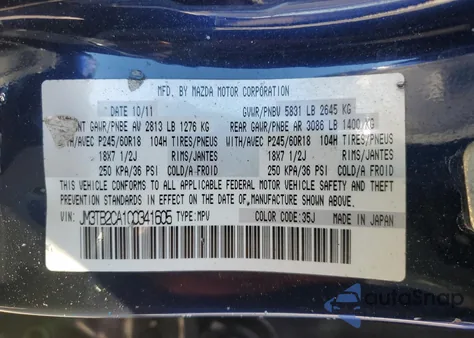 MFD. BY MAZDA MOTOR CORPORATION
DATE 10/11 GVWR/PNBV 5831 LB 2645 KG
GAWR/PNBE AV 2813 LB 1276 KG REAR GAWR/PNBE AR 3086 LB 1400 KG
WITH/AVEC P245/60R18 104H TIRES/PNEUS WITH/AVEC P245/60R18 104H TIRES/PNEUS
18X7 1/2J RIMS/JANTES 18X7 1/2J RIMS/JANTES
250 KPA/36 PSI COLD/A FROID 250 KPA/36 PSI COLD/A FROID
THIS VEHICLE CONFORMS TO ALL APPLICABLE FEDERAL MOTOR VEHICLE SAFETY AND
THEFT PREVENTION STANDARDS IN EFFECT ON THE DATE OF MANUFACTURE SHOWN ABOVE.
VIN: JM3TB2CA1C0341605 TYPE:MPV COLOR CODE:35J MADE IN JAPAN
autoSnap